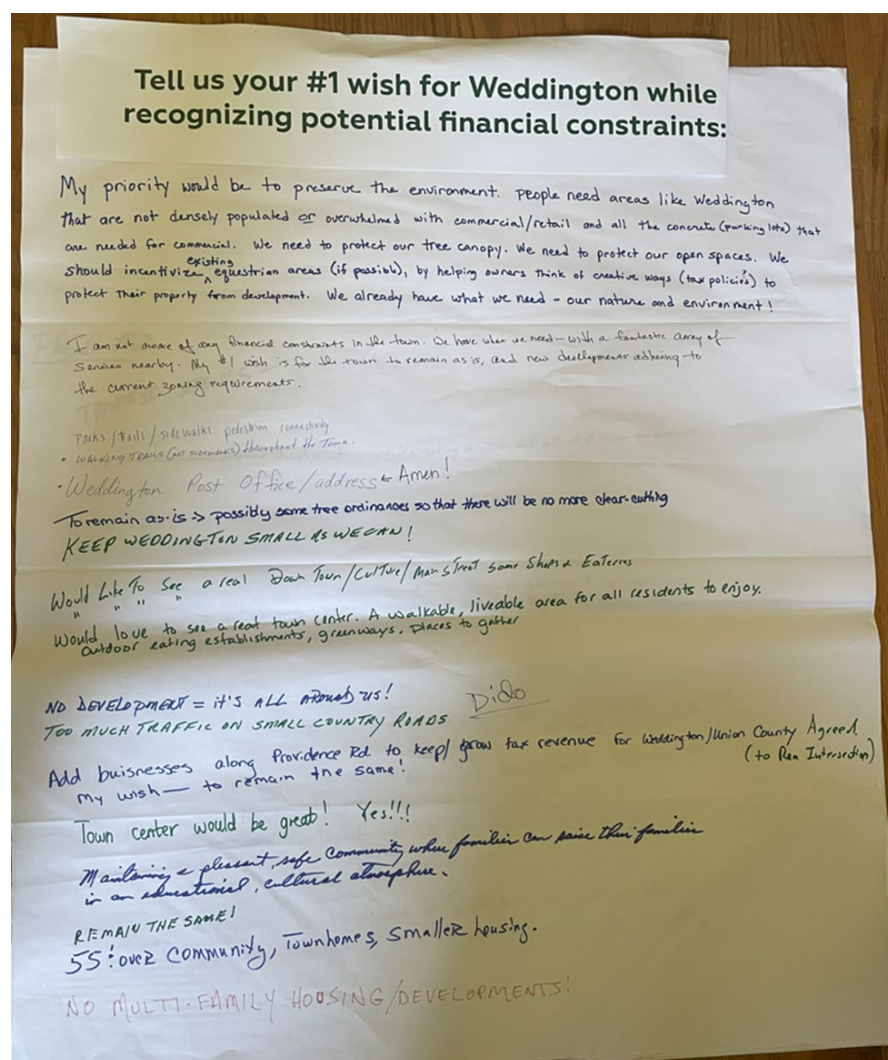 Tell us your #1 wish for Weddington while
recognizing potential financial constraints:
My priority would be to preserve the environment. People need areas like Weddington
that are not densely populated or overwhelmed with commercial/retail and all the concrete (parking lots) that
are needed for commercial. We need to protect our tree canopy. We need to protect our open spaces. We
should incentivize existing equestrian areas (if possible), by helping owners think of creative ways (tax policies?) to
protect their property from development. We already have what we need - our nature and environment!
I am not aware of any financial constraints in the town. We have what we need - with a fantastic array of
services nearby. My #1 wish is for the town to remain as is, and new developments adhering to
the current zoning requirements.
Parks/trails/sidewalks pedestrian connectivity
• WALKING TRAILS (not sidewalks) throughout the Town.
• Weddington Post Office/address ← Amen!
To remain as-is -> possibly some tree ordinances so that there will be no more clear-cutting
KEEP WEDDINGTON SMALL AS WE CAN!
Would Like To See a real Down Town/Culture/Main Street some Shops & Eateries
" " " "
Would love to see a real town center. A walkable, liveable area for all residents to enjoy.
outdoor eating establishments, greenways, places to gather
NO DEVELOPMENT = it's ALL AROUND US!
TOO MUCH TRAFFIC ON SMALL COUNTRY ROADS Dido
Add buisnesses along Providence Rd. to keep/grow tax revenue for Weddington/Union County Agreed
(to Rea Intersection)
my wish — to remain the same!
Town center would be great! Yes!!!
Maintaining a pleasant, safe community where families can raise their families
in an educational, cultural atmosphere.
REMAIN THE SAME!
55 & over Community, Townhomes, smaller housing.
NO MULTI-FAMILY HOUSING/DEVELOPMENTS!